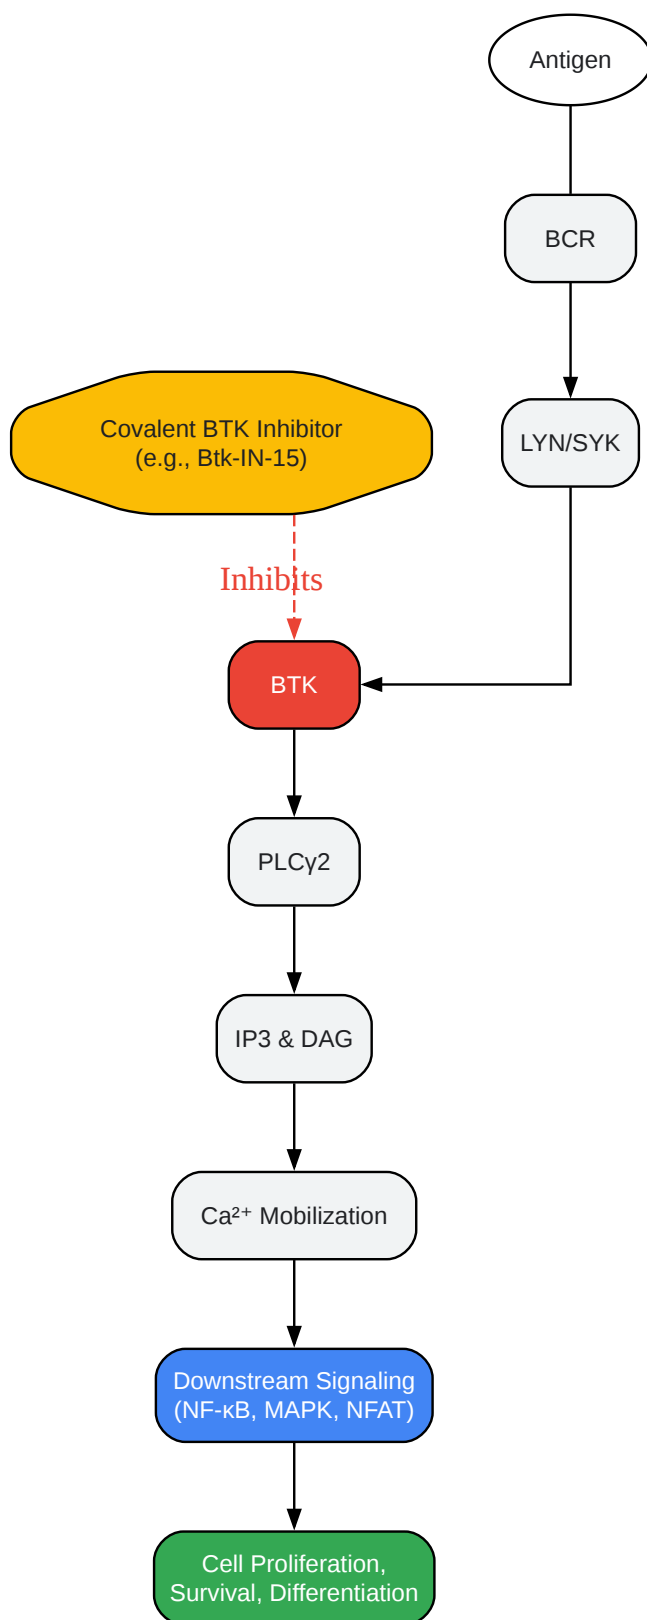 Antigen
BCR
LYN/SYK
Covalent BTK Inhibitor
(e.g., Btk-IN-15)
Inhibits
BTK
PLCγ2
IP3 & DAG
Ca²⁺ Mobilization
Downstream Signaling
(NF-κB, MAPK, NFAT)
Cell Proliferation,
Survival, Differentiation